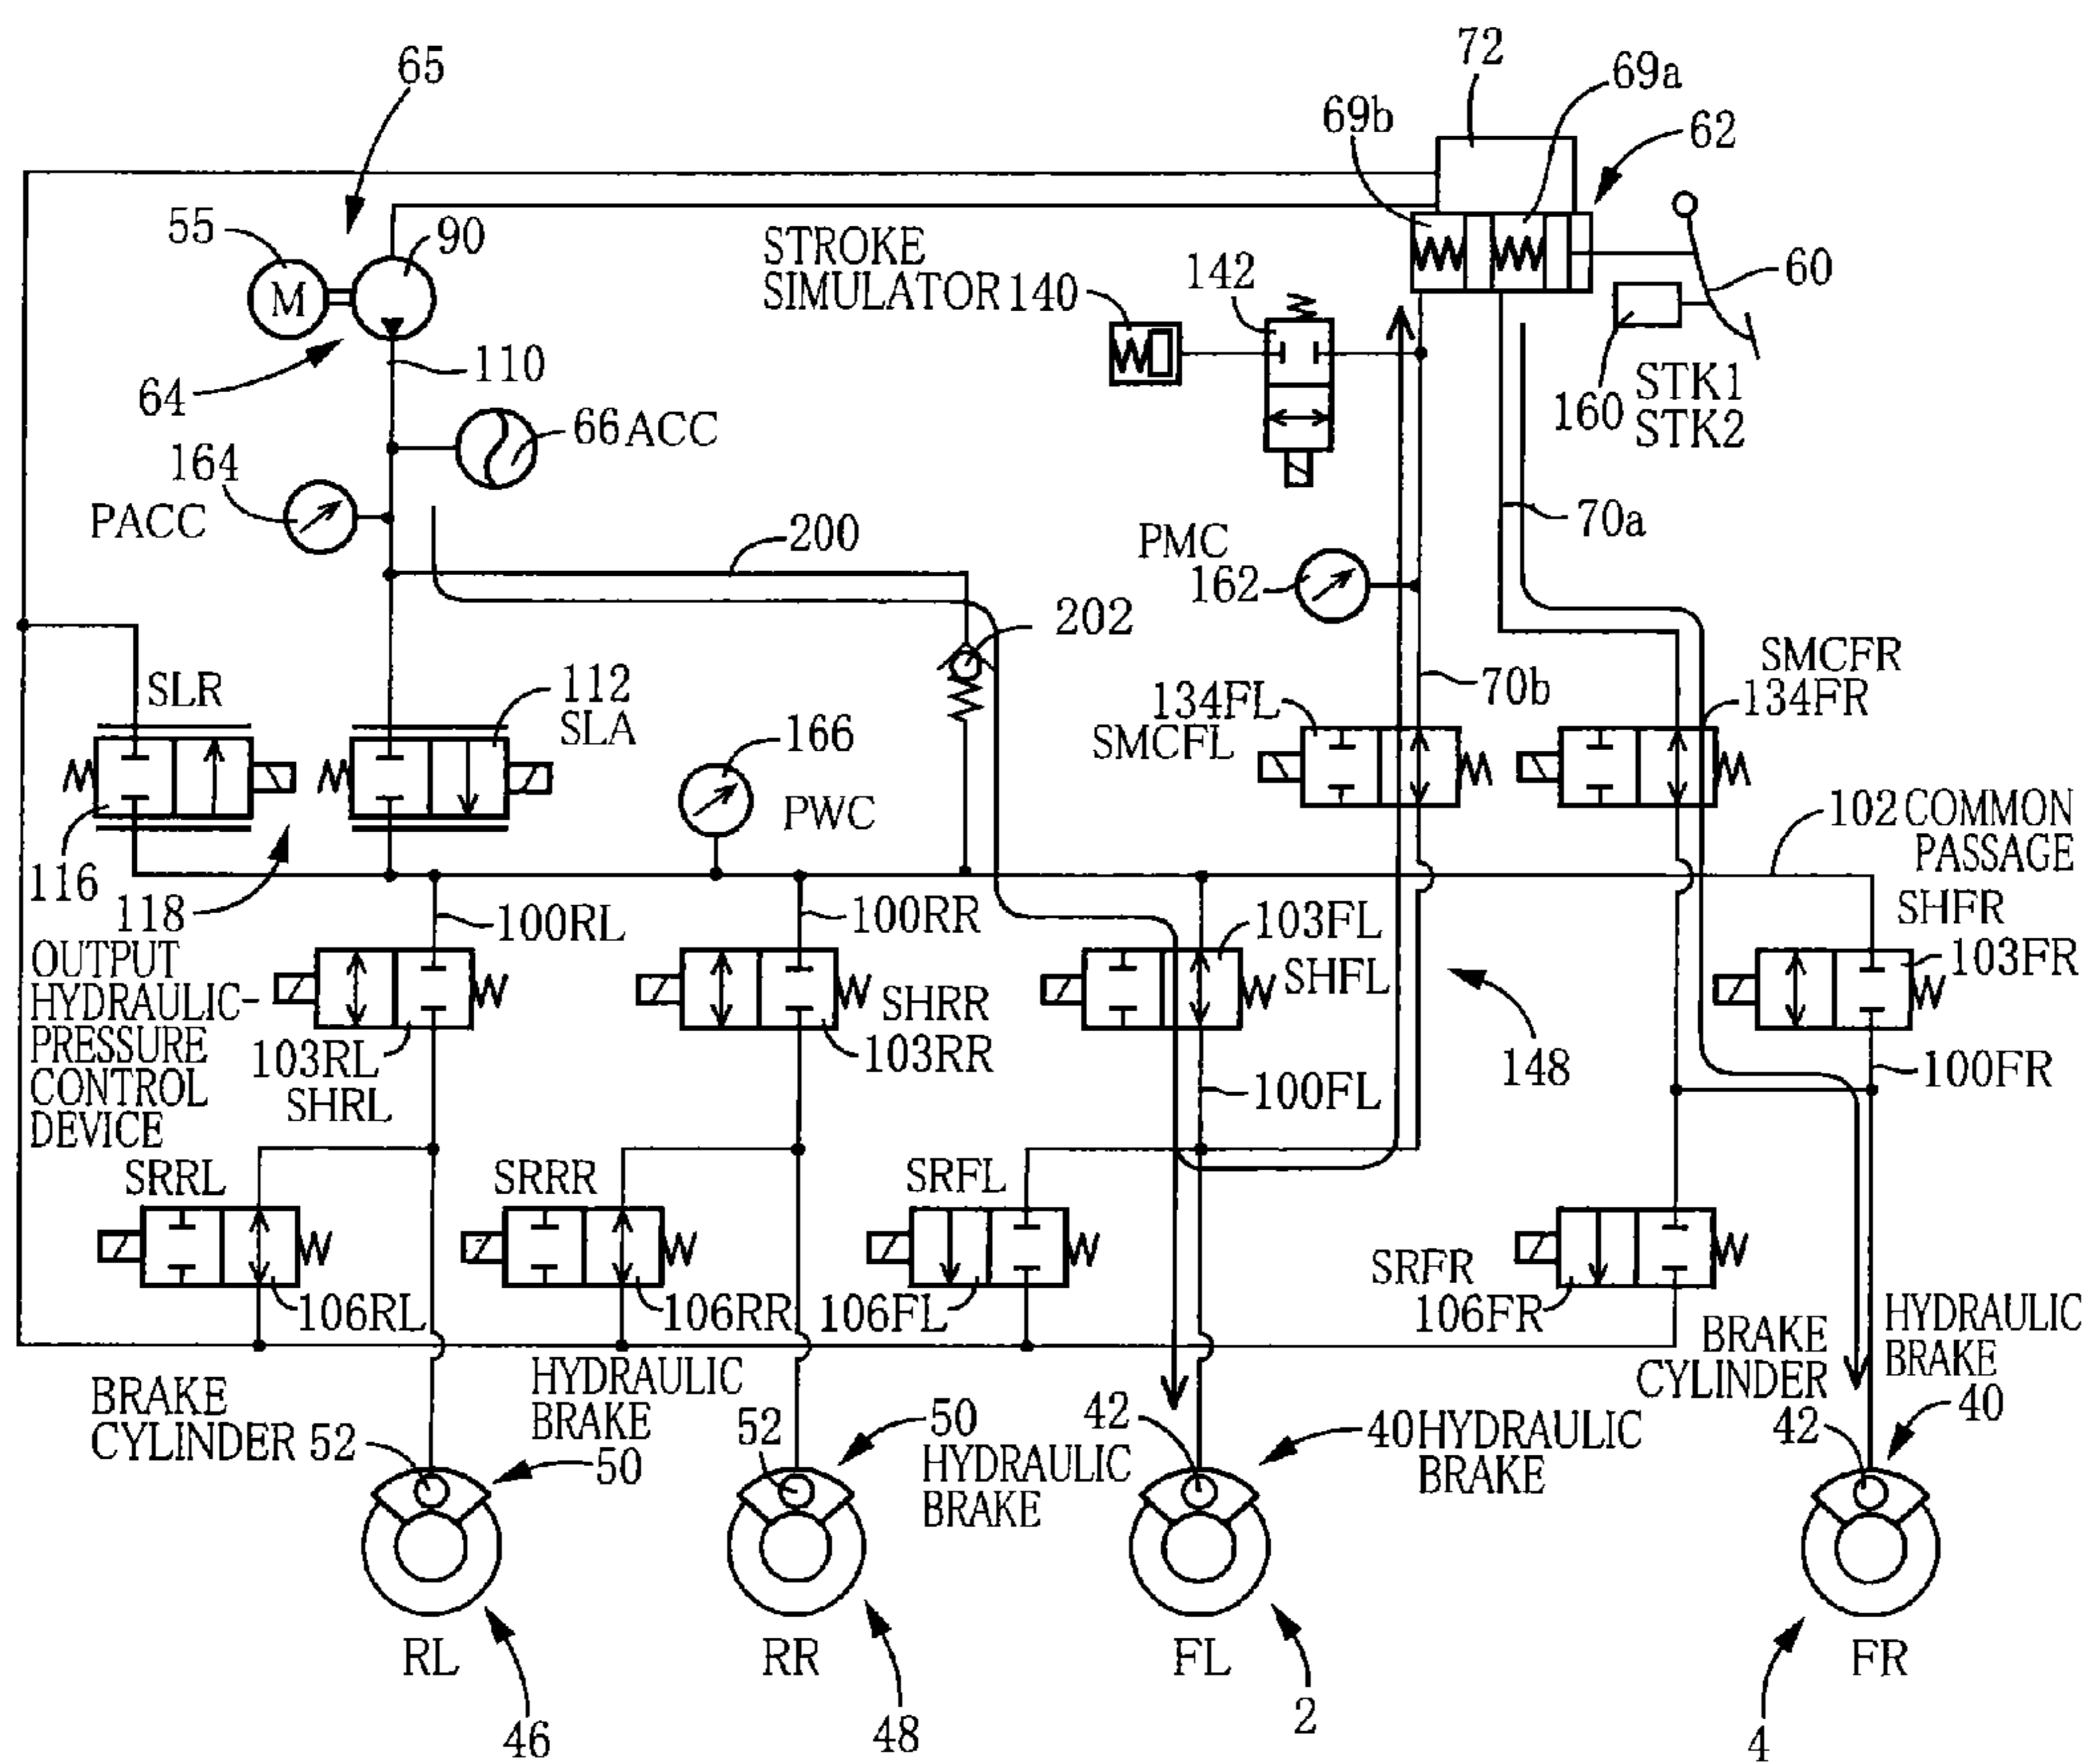 65
72
69a
69b
62
55
90
M
STROKE
SIMULATOR 140
142
60
64
110
STK1
160 STK2
66 ACC
164
PACC
200
70a
PMC
162
202
SMCFR
134FR
SLR
112
SLA
70b
134FL
SMCFL
166
PWC
102 COMMON
PASSAGE
116
118
OUTPUT
HYDRAULIC-
PRESSURE
CONTROL
DEVICE
100RL
100RR
103FL
SHFL
SHFR
103FR
SHRR
103RR
103RL
SHRL
148
100FL
100FR
SRRL
SRRR
SRFL
SRFR
106FR
106RL
106RR
106FL
BRAKE
CYLINDER
42
HYDRAULIC
BRAKE
40
BRAKE
CYLINDER 52
HYDRAULIC
BRAKE
50
52
50
HYDRAULIC
BRAKE
42
40 HYDRAULIC
BRAKE
RL
RR
FL
FR
46
48
2
4